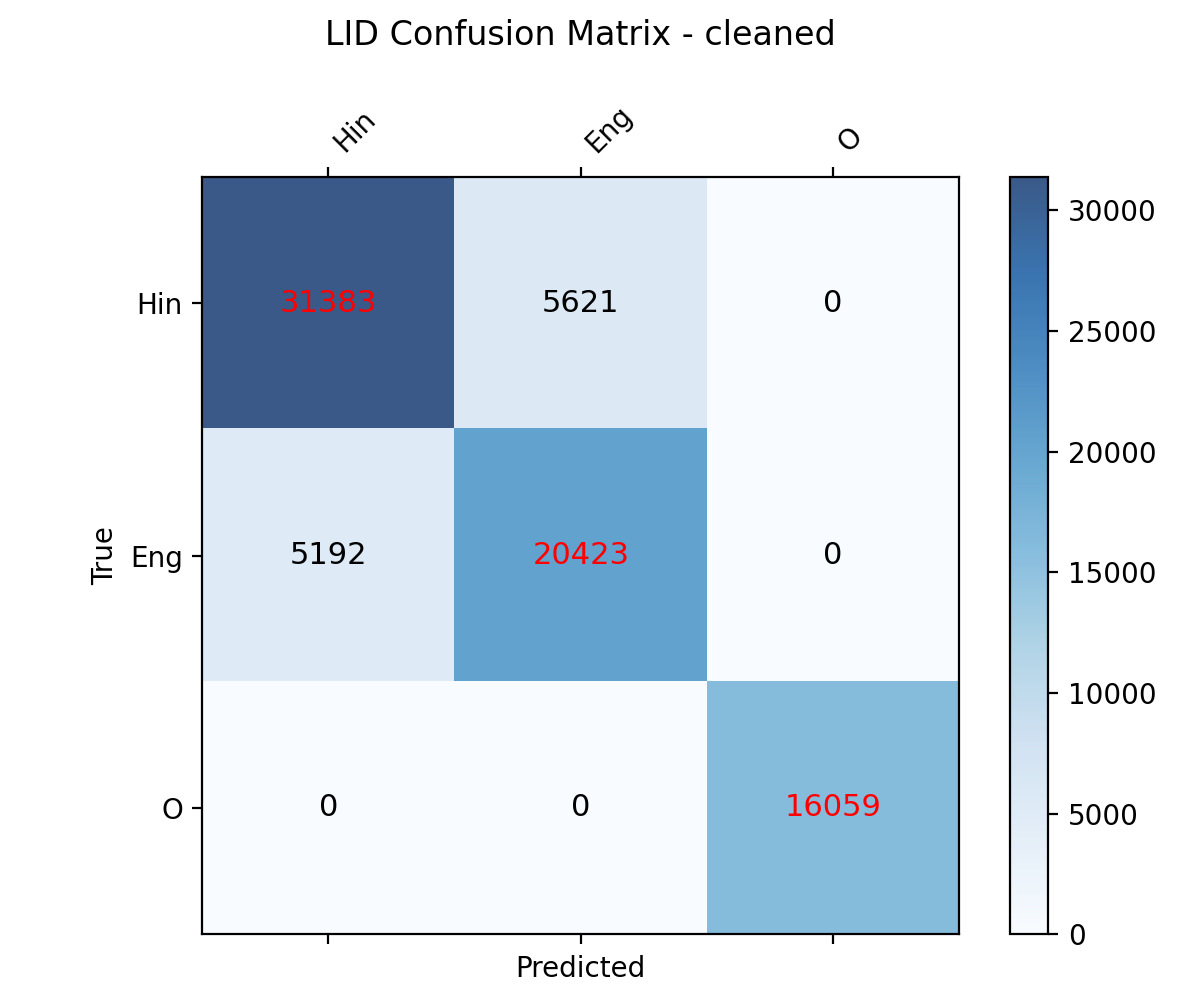 LID Confusion Matrix - cleaned
Hin Eng O
30000
Hin 31383 5621 0
25000
20000
True Eng 5192 20423 0
15000
10000
O 0 0 16059
5000
0
Predicted